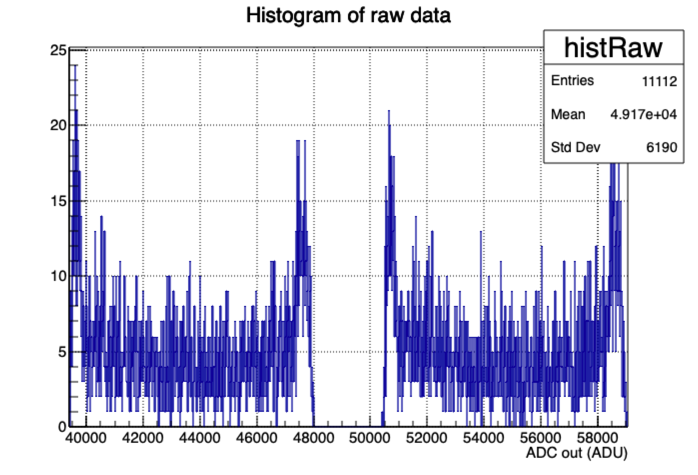 Histogram of raw data
histRaw
Entries 11112
Mean 4.917e+04
Std Dev 6190
25
20
15
10
5
0
40000 42000 44000 46000 48000 50000 52000 54000 56000 58000
ADC out (ADU)